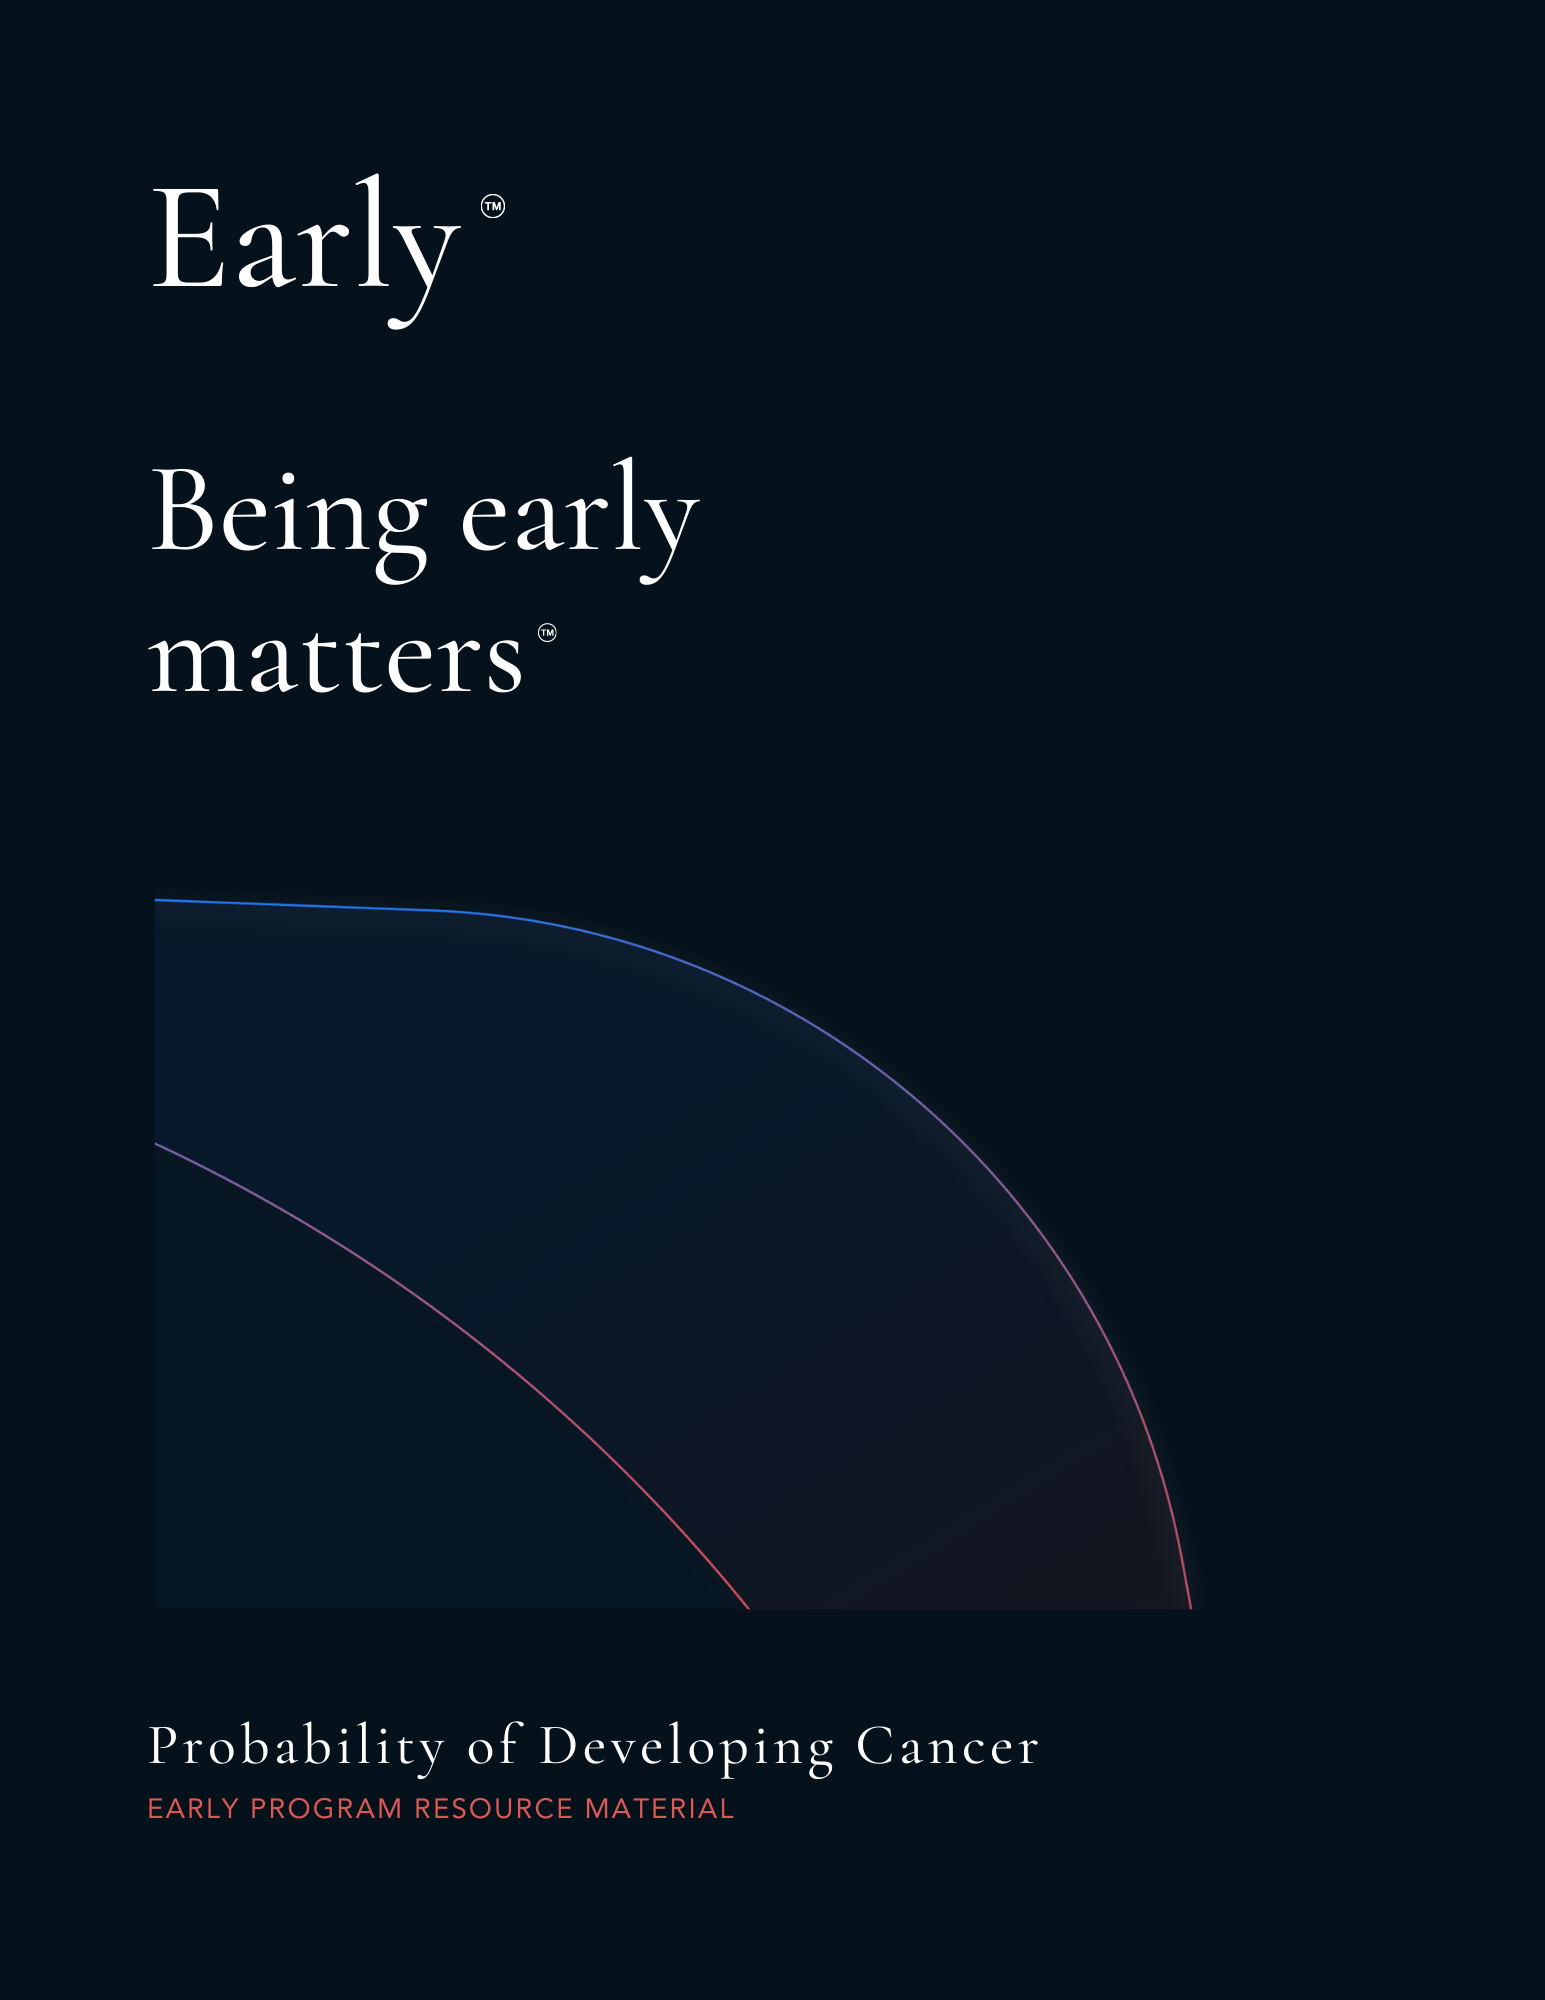 Early™
Being early
matters™
Probability of Developing Cancer
EARLY PROGRAM RESOURCE MATERIAL